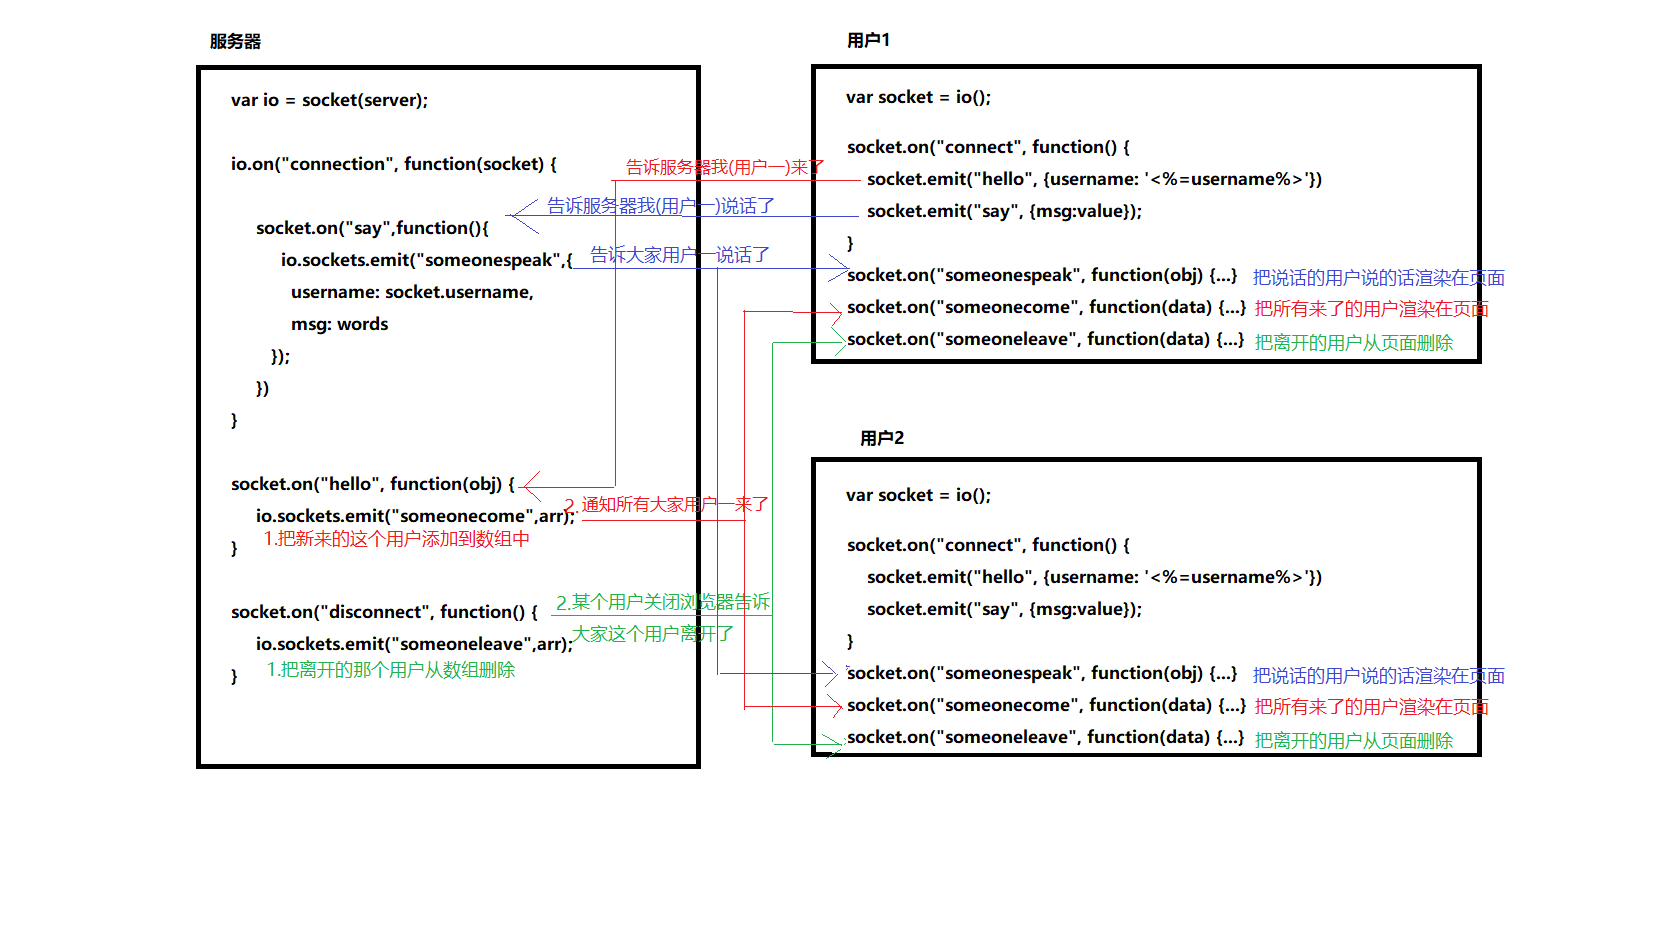 服务器
var io = socket(server);
io.on("connection", function(socket) {
socket.on("say",function(){
io.sockets.emit("someonespeak",{
username: socket.username,
msg: words
});
})
}
socket.on("hello", function(obj) {
io.sockets.emit("someonecome",arr);
1.把新来的这个用户添加到数组中
}
socket.on("disconnect", function() {
io.sockets.emit("someoneleave",arr);
1.把离开的那个用户从数组删除
}
告诉服务器我(用户一)来了
告诉服务器我(用户一)说话了
告诉大家用户一说话了
2.通知所有大家用户一来了
2.某个用户关闭浏览器告诉
大家这个用户离开了
用户1
var socket = io();
socket.on("connect", function() {
socket.emit("hello", {username: '<%=username%>'})
socket.emit("say", {msg:value});
}
socket.on("someonespeak", function(obj) {...} 把说话的用户说的话渲染在页面
socket.on("someonecome", function(data) {...} 把所有来了的用户渲染在页面
socket.on("someoneleave", function(data) {...} 把离开的用户从页面删除
用户2
var socket = io();
socket.on("connect", function() {
socket.emit("hello", {username: '<%=username%>'})
socket.emit("say", {msg:value});
}
socket.on("someonespeak", function(obj) {...} 把说话的用户说的话渲染在页面
socket.on("someonecome", function(data) {...} 把所有来了的用户渲染在页面
socket.on("someoneleave", function(data) {...} 把离开的用户从页面删除